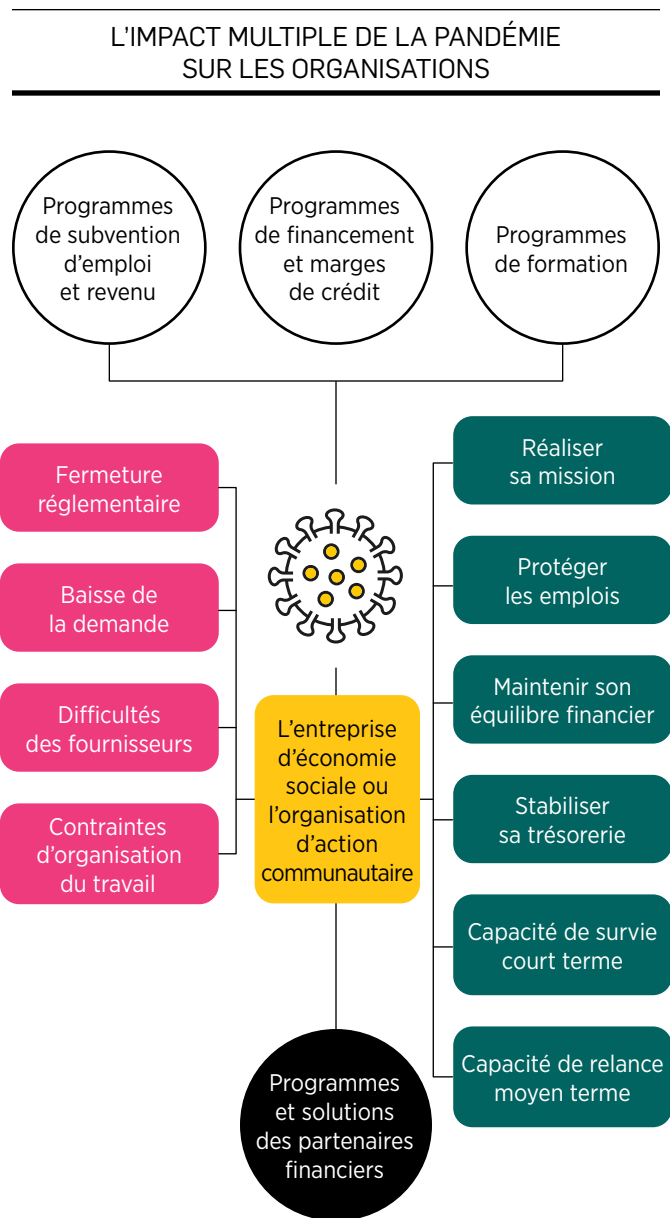 L'IMPACT MULTIPLE DE LA PANDÉMIE
SUR LES ORGANISATIONS
Programmes
de subvention
d'emploi
et revenu
Programmes
de financement
et marges
de crédit
Programmes
de formation
Fermeture
réglementaire
Baisse de
la demande
Difficultés
des fournisseurs
Contraintes
d'organisation
du travail
L'entreprise
d'économie
sociale ou
l'organisation
d'action
communautaire
Réaliser
sa mission
Protéger
les emplois
Maintenir son
équilibre financier
Stabiliser
sa trésorerie
Capacité de survie
court terme
Capacité de relance
moyen terme
Programmes
et solutions
des partenaires
financiers